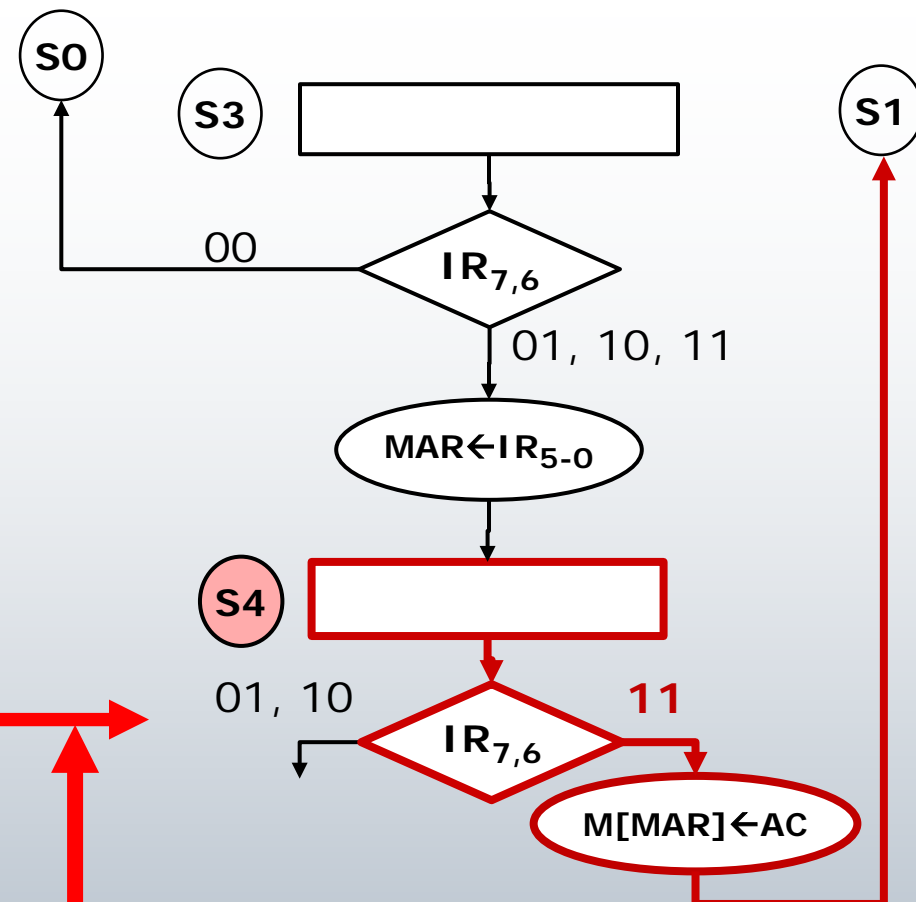 S0
S3
S1
00
IR7,6
01, 10, 11
MAR←IR5-0
S4
01, 10
11
IR7,6
M[MAR]←AC